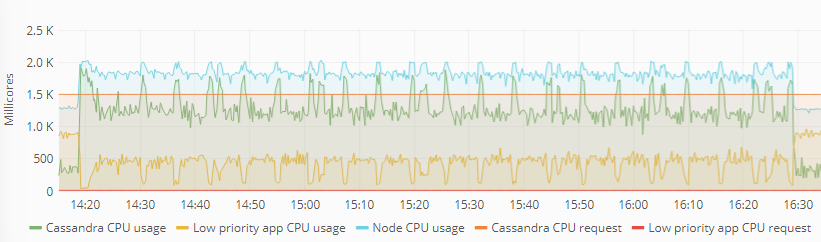 2.5 K
2.0 K
1.5 K
1.0 K
500
0
Millicores
14:20 14:30 14:40 14:50 15:00 15:10 15:20 15:30 15:40 15:50 16:00 16:10 16:20 16:30
Cassandra CPU usage Low priority app CPU usage Node CPU usage Cassandra CPU request Low priority app CPU request